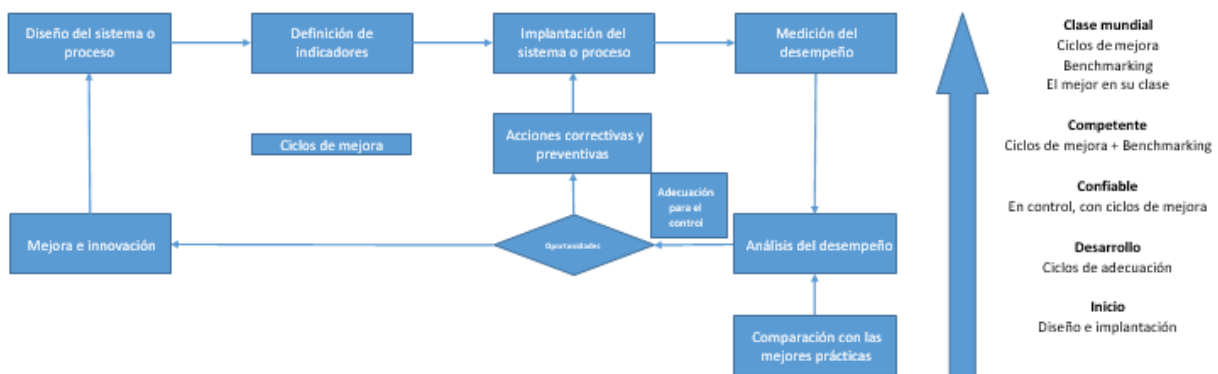 Diseño del sistema o
proceso
Definición de
indicadores
Implantación del
sistema o proceso
Medición del
desempeño
Ciclos de mejora
Acciones correctivas y
preventivas
Adecuación
para el
control
Mejora e innovación
Oportunidades
Análisis del desempeño
Comparación con las
mejores prácticas
Clase mundial
Ciclos de mejora
Benchmarking
El mejor en su clase
Competente
Ciclos de mejora + Benchmarking
Confiable
En control, con ciclos de mejora
Desarrollo
Ciclos de adecuación
Inicio
Diseño e implantación